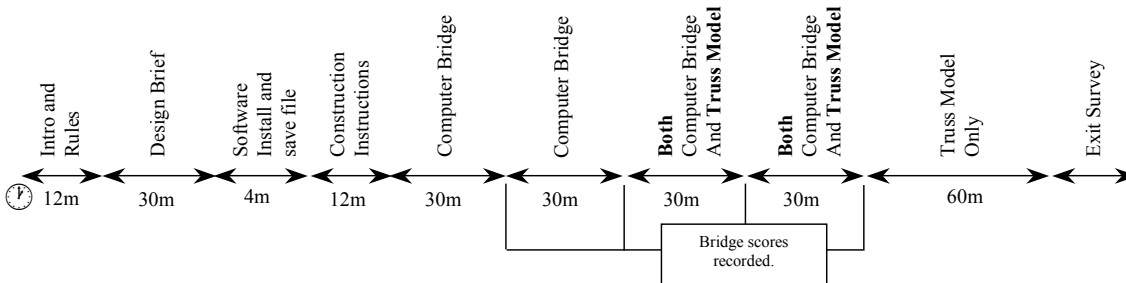 Intro and
Rules
Design Brief
Software
Install and
save file
Construction
Instructions
Computer Bridge
Computer Bridge
Both
Computer Bridge
And Truss Model
Both
Computer Bridge
And Truss Model
Truss Model
Only
Exit Survey
12m
30m
4m
12m
30m
30m
30m
30m
60m
Bridge scores
recorded.